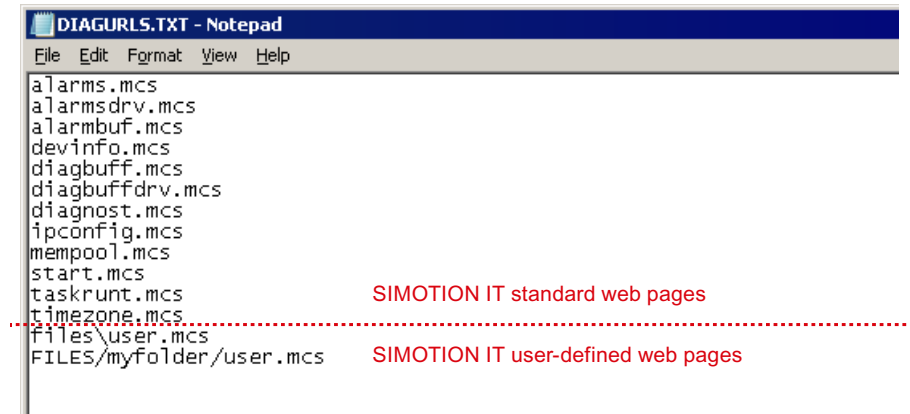 DIAGURLS.TXT - Notepad
File Edit Format View Help
alarms.mcs
alarmsdrv.mcs
alarmbuf.mcs
devinfo.mcs
diagbuff.mcs
diagbuffdrv.mcs
diagnost.mcs
ipconfig.mcs
mempool.mcs
start.mcs
taskrunt.mcs
SIMOTION IT standard web pages
timezone.mcs
files\user.mcs
FILES/myfolder/user.mcs
SIMOTION IT user-defined web pages